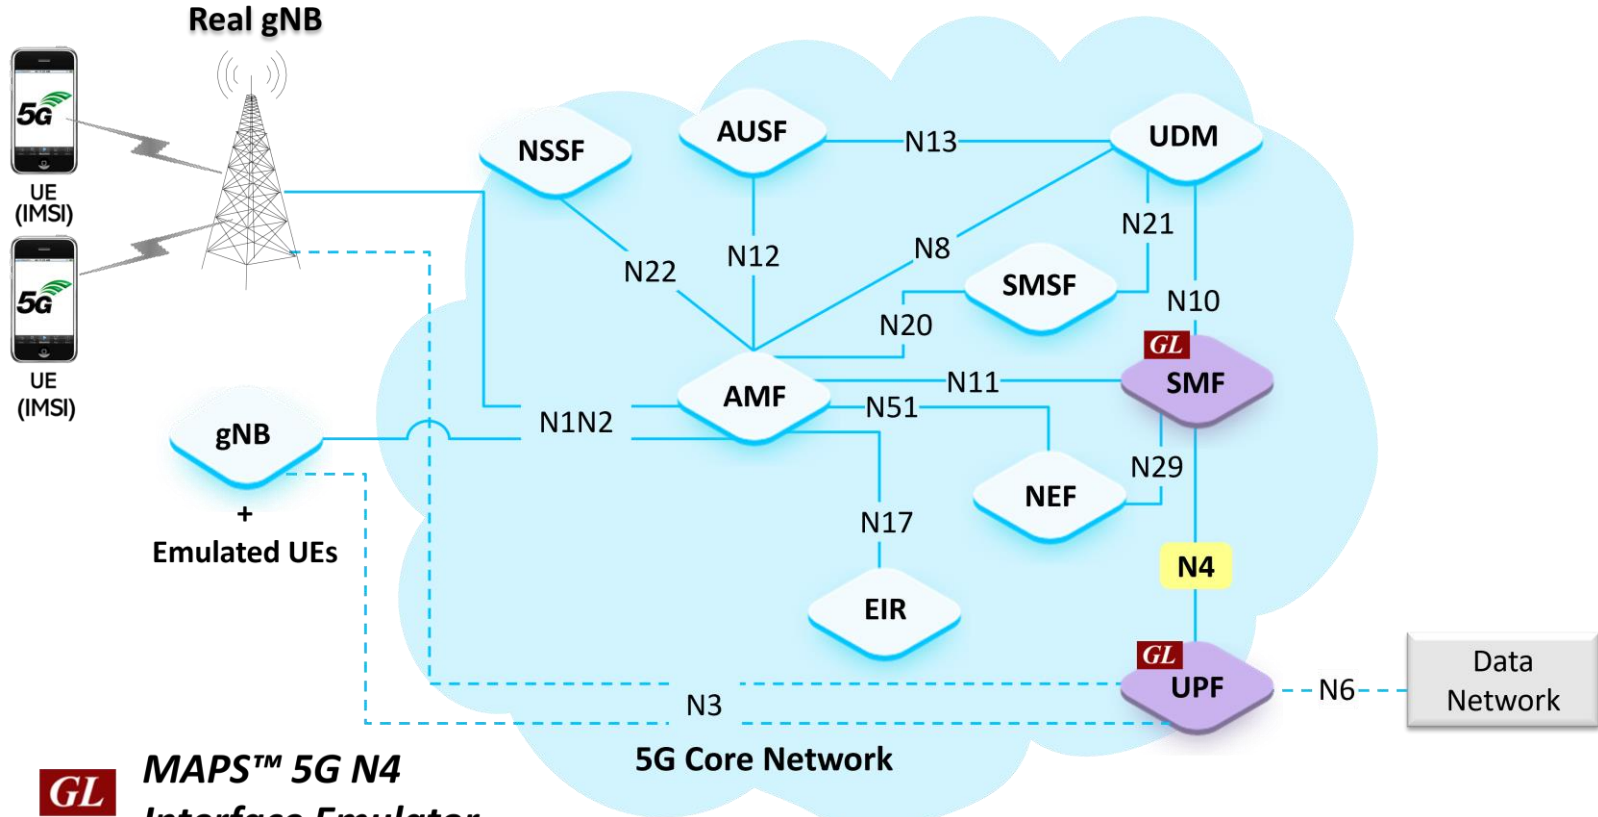 Real gNB
5G
UE
(IMSI)
5G
UE
(IMSI)
NSSF
AUSF
N13
UDM
N22
N12
N8
N21
SMSF
N20
N10
GL
SMF
AMF
N11
N51
gNB
N1N2
+
Emulated UEs
N29
NEF
N17
N4
EIR
GL
UPF
N3
N6
Data
Network
5G Core Network
GL
MAPS™ 5G N4
Interface Emulator